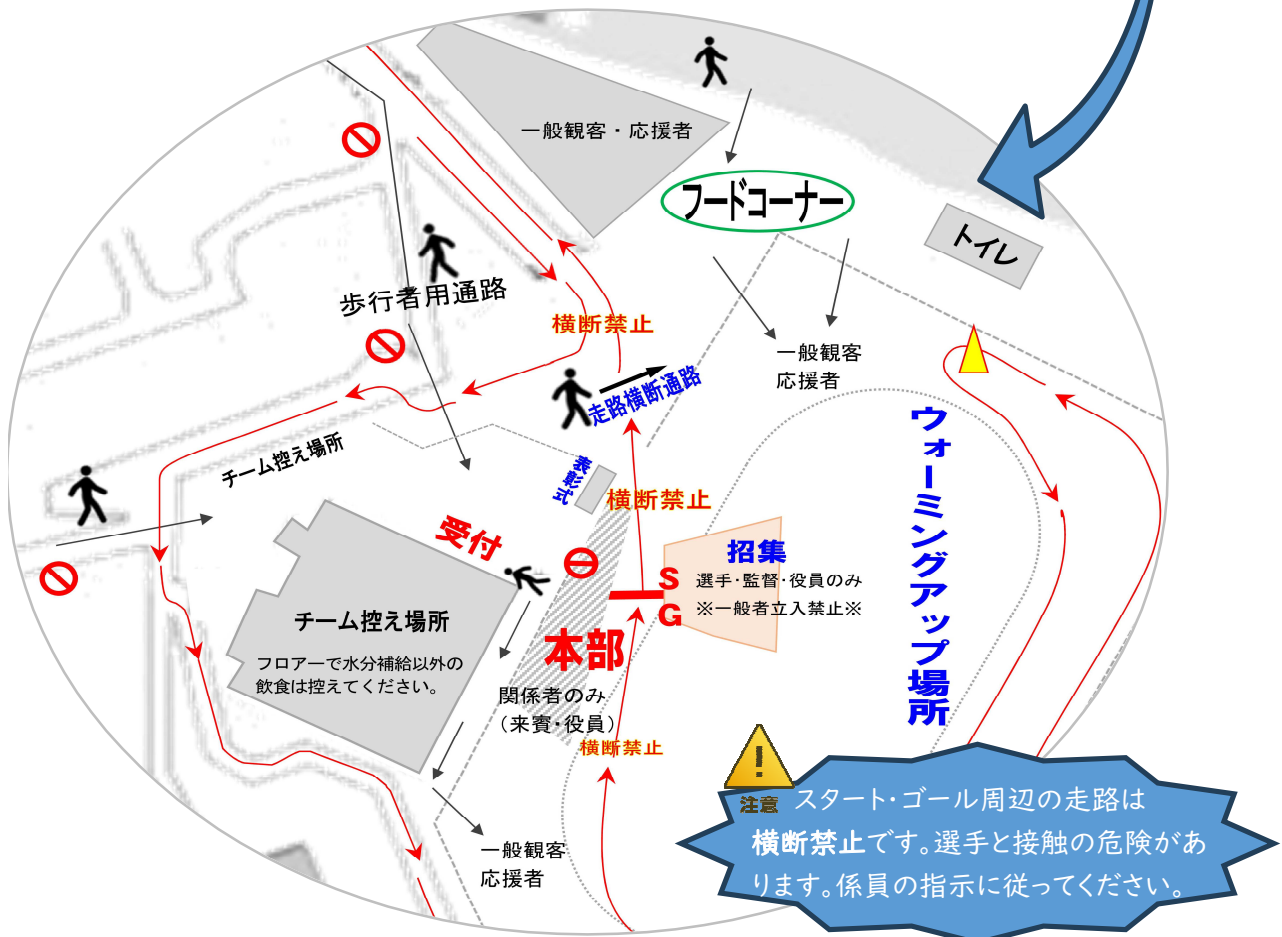 一般観客・応援者
フードコーナー
トイレ
歩行者用通路
横断禁止
一般観客
応援者
走路横断通路
チーム控え場所
表彰式
横断禁止
受付
招集
S
選手・監督・役員のみ
G
※一般者立入禁止※
ウォーミングアップ場所
チーム控え場所
フロアーで水分補給以外の
飲食は控えてください。
本部
関係者のみ
（来賓・役員）
横断禁止
!
注意
スタート・ゴール周辺の走路は
横断禁止です。選手と接触の危険があ
ります。係員の指示に従ってください。
一般観客
応援者